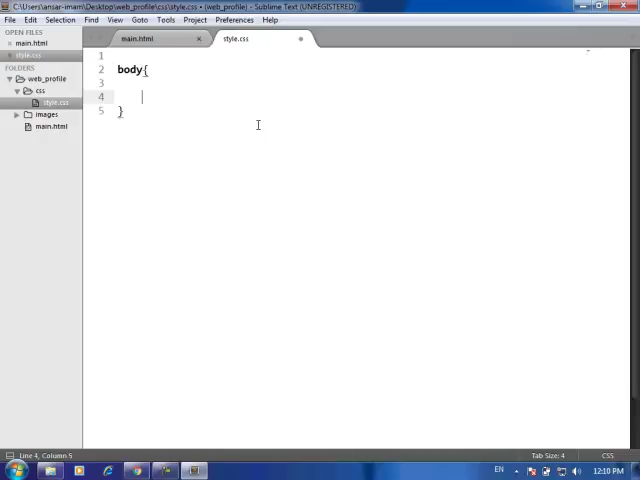 C:\Users\ansar-imam\Desktop\web_profile\css\style.css • (web_profile) - Sublime Text (UNREGISTERED)
File Edit Selection Find View Goto Tools Project Preferences Help
OPEN FILES
main.html
style.css
FOLDERS
web_profile
css
style.css
images
main.html
main.html
style.css
1
2 body{
3
4
5 }
Line 4, Column 5
Tab Size: 4
CSS
EN
12:10 PM